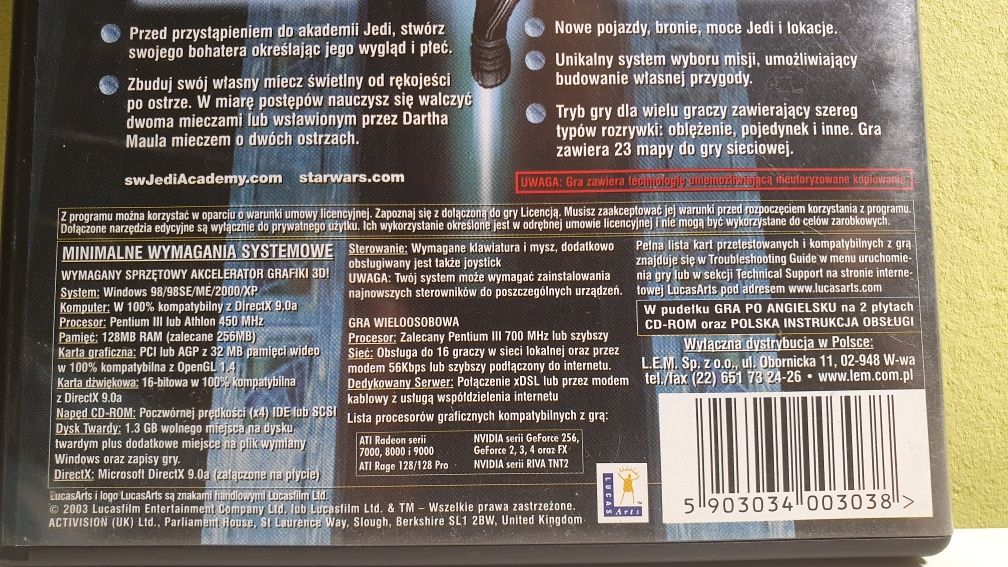 Przed przystąpieniem do akademii Jedi, stwórz
swojego bohatera określając jego wygląd i płeć.
Zbuduj swój własny miecz świetlny od rękojeści
po ostrze. W miarę postępów nauczysz się walczyć
dwoma mieczami lub wsławionym przez Dartha
Maula mieczem o dwóch ostrzach.
Nowe pojazdy, bronie, moce Jedi i lokacje.
Unikalny system wyboru misji, umożliwiający
budowanie własnej przygody.
Tryb gry dla wielu graczy zawierający szereg
typów rozrywki: oblężenie, pojedynek i inne. Gra
zawiera 23 mapy do gry sieciowej.
swJediAcademy.com starwars.com
UWAGA: Gra zawiera technologię uniemożliwiającą nieutoryzowane kopiowanie.
Z programu można korzystać w oparciu o warunki umowy licencyjnej. Zapoznaj się z dołączoną do gry Licencją. Musisz zaakceptować jej warunki przed rozpoczęciem korzystania z programu.
Dołączone narzędzia edycyjne są wyłącznie do prywatnego użytku. Ich wykorzystanie określone jest w odrębnej umowie licencyjnej i nie mogą być wykorzystane do celów zarobkowych.
MINIMALNE WYMAGANIA SYSTEMOWE
WYMAGANY SPRZĘTOWY AKCELERATOR GRAFIKI 3D!
System: Windows 98/98SE/ME/2000/XP
Komputer: W 100% kompatybilny z DirectX 9.0a
Procesor: Pentium III lub Athlon 450 MHz
Pamięć: 128MB RAM (zalecane 256MB)
Karta graficzna: PCI lub AGP z 32 MB pamięci wideo
w 100% kompatybilna z OpenGL 1.4
Karta dźwiękowa: 16-bitowa w 100% kompatybilna
z DirectX 9.0a
Napęd CD-ROM: Poczwórnej prędkości (x4) IDE lub SCSI
Dysk Twardy: 1.3 GB wolnego miejsca na dysku
twardym plus dodatkowe miejsce na plik wymiany
Windows oraz zapisy gry.
DirectX: Microsoft DirectX 9.0a (załączone na płycie)
Sterowanie: Wymagane klawiatura i mysz, dodatkowo
obsługiwany jest także joystick
UWAGA: Twój system może wymagać zainstalowania
najnowszych sterowników do poszczególnych urządzeń.
GRA WIELOOSOBOWA
Procesor: Zalecany Pentium III 700 MHz lub szybszy
Sieć: Obsługa do 16 graczy w sieci lokalnej oraz przez
modem 56Kbps lub szybszy podłączony do internetu.
Dedykowany Serwer: Połączenie xDSL lub przez modem
kablowy z usługą współdzielenia internetu
Lista procesorów graficznych kompatybilnych z grą:
ATI Radeon serii
7000, 8000 i 9000
ATI Rage 128/128 Pro
NVIDIA serii GeForce 256,
GeForce 2, 3, 4 oraz FX
NVIDIA serii RIVA TNT2
Pełna lista kart przetestowanych i kompatybilnych z grą
znajduje się w Troubleshooting Guide w menu uruchomie-
nia gry lub w sekcji Technical Support na stronie interne-
towej LucasArts pod adresem www.lucasarts.com
W pudełku GRA PO ANGIELSKU na 2 płytach
CD-ROM oraz POLSKA INSTRUKCJA OBSŁUGI
Wyłączna dystrybucja w Polsce:
L.E.M. Sp. z o.o., ul. Obornicka 11, 02-948 W-wa
tel./fax (22) 651 73 24-26 • www.lem.com.pl
LUCAS
Arts
5 903034 003038 >
LucasArts i logo LucasArts są znakami handlowymi Lucasfilm Ltd.
© 2003 Lucasfilm Entertainment Company Ltd. lub Lucasfilm Ltd. & TM – Wszelkie prawa zastrzeżone.
ACTIVISION (UK) Ltd., Parliament House, St Laurence Way, Slough, Berkshire SL1 2BW, United Kingdom